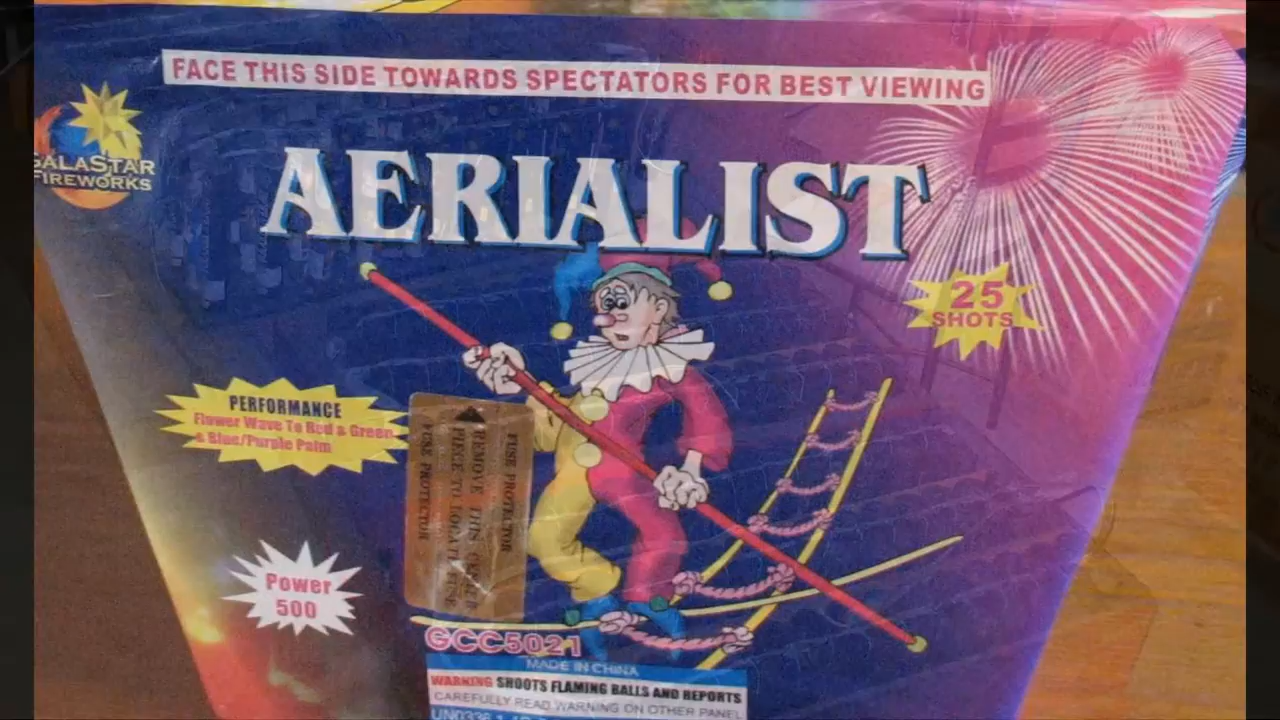 FACE THIS SIDE TOWARDS SPECTATORS FOR BEST VIEWING
GALASTAR
FIREWORKS
AERIALIST
25
SHOTS
PERFORMANCE
Flower Wave To Red & Green
& Blue/Purple Palm
FUSE PROTECTOR
REMOVE THIS
PIECE TO LOCATE FUSE
FUSE PROTECTOR
Power
500
GCC5021
MADE IN CHINA
WARNING SHOOTS FLAMING BALLS AND REPORTS
CAREFULLY READ WARNING ON OTHER PANEL
UN0336